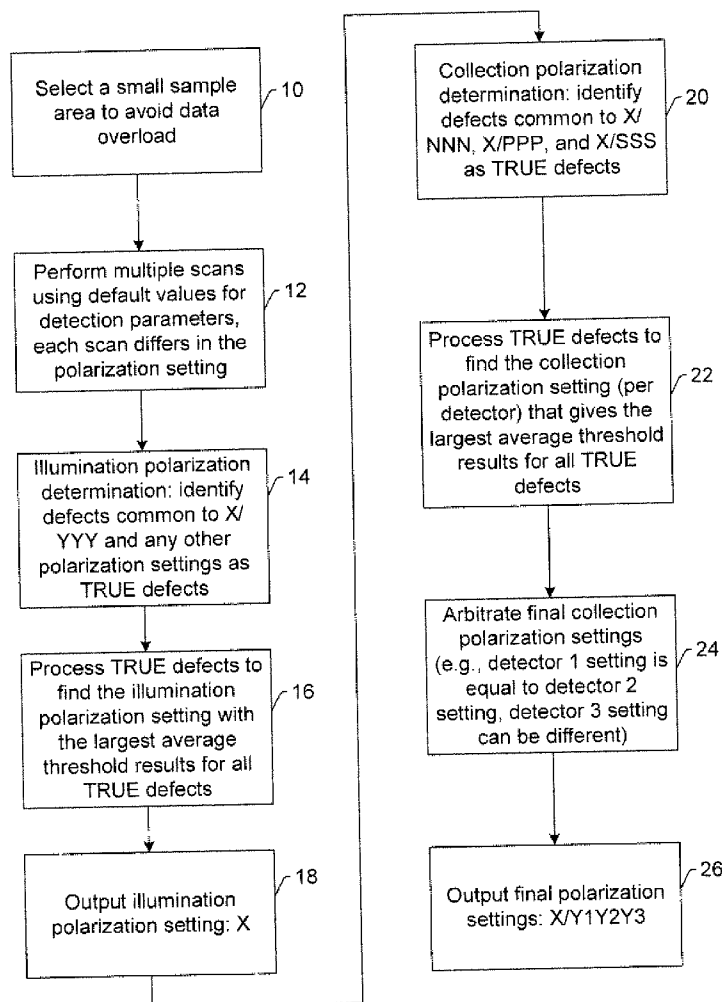 Select a small sample
area to avoid data
overload
10
Perform multiple scans
using default values for
detection parameters,
each scan differs in the
polarization setting
12
Illumination polarization
determination: identify
defects common to X/
YYY and any other
polarization settings as
TRUE defects
14
Process TRUE defects to
find the illumination
polarization setting with
the largest average
threshold results for all
TRUE defects
16
Output illumination
polarization setting: X
18
Collection polarization
determination: identify
defects common to X/
NNN, X/PPP, and X/SSS
as TRUE defects
20
Process TRUE defects to
find the collection
polarization setting (per
detector) that gives the
largest average threshold
results for all TRUE
defects
22
Arbitrate final collection
polarization settings
(e.g., detector 1 setting is
equal to detector 2
setting, detector 3 setting
can be different)
24
Output final polarization
settings: X/Y1Y2Y3
26